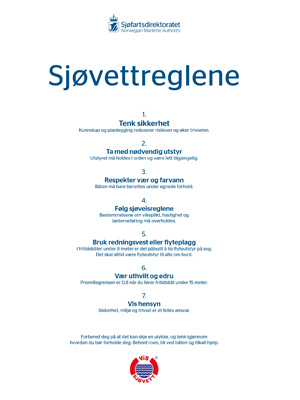 Sjøfartsdirektoratet
Norwegian Maritime Authority
Sjøvettreglene
1.
Tenk sikkerhet
Kunnskap og planlegging reduserer risikoen og øker trivselen.
2.
Ta med nødvendig utstyr
Utstyret må holdes i orden og være lett tilgjengelig.
3.
Respekter vær og farvann
Båten må bare benyttes under egnede forhold.
4.
Følg sjøveisreglene
Bestemmelsene om vikeplikt, hastighet og
lanterneføring må overholdes.
5.
Bruk redningsvest eller flyteplagg
I fritidsbåter under 8 meter er det påbudt å ha flyteutstyr på seg.
Det skal alltid være flyteutstyr til alle om bord.
6.
Vær uthvilt og edru
Promillegrensen er 0,8 når du fører fritidsbåt under 15 meter.
7.
Vis hensyn
Sikkerhet, miljø og trivsel er et felles ansvar.
Forbered deg på at det kan skje en ulykke, og tenk igjennom
hvordan du bør forholde deg. Behold roen, bli ved båten og tilkall hjelp.
VIS
SJØVETT